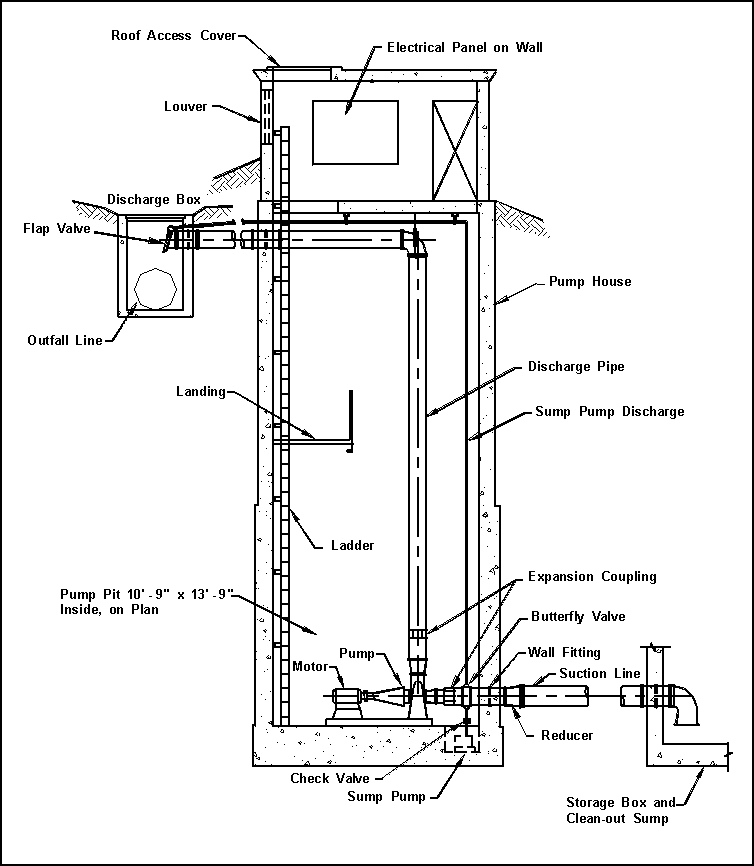 Roof Access Cover
Electrical Panel on Wall
Louver
Discharge Box
Flap Valve
Pump House
Outfall Line
Discharge Pipe
Landing
Sump Pump Discharge
Ladder
Expansion Coupling
Pump Pit 10'-9" x 13'-9"
Inside, on Plan
Butterfly Valve
Pump
Wall Fitting
Motor
Suction Line
Reducer
Check Valve
Sump Pump
Storage Box and
Clean-out Sump